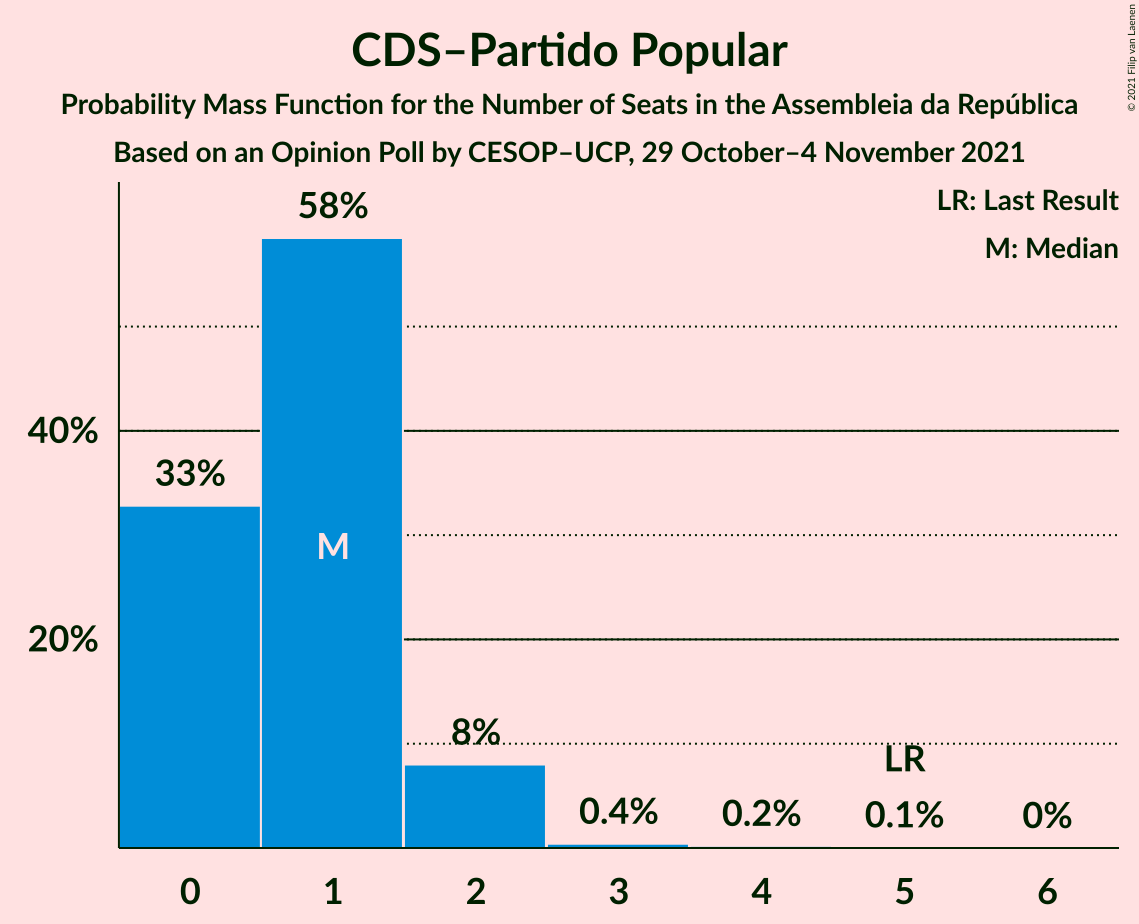 CDS–Partido Popular
Probability Mass Function for the Number of Seats in the Assembleia da República
Based on an Opinion Poll by CESOP–UCP, 29 October–4 November 2021
© 2021 Filip van Laenen
LR: Last Result
M: Median
58%
40%
33%
M
20%
8%
LR
0.4%
0.2%
0.1%
0%
0 1 2 3 4 5 6